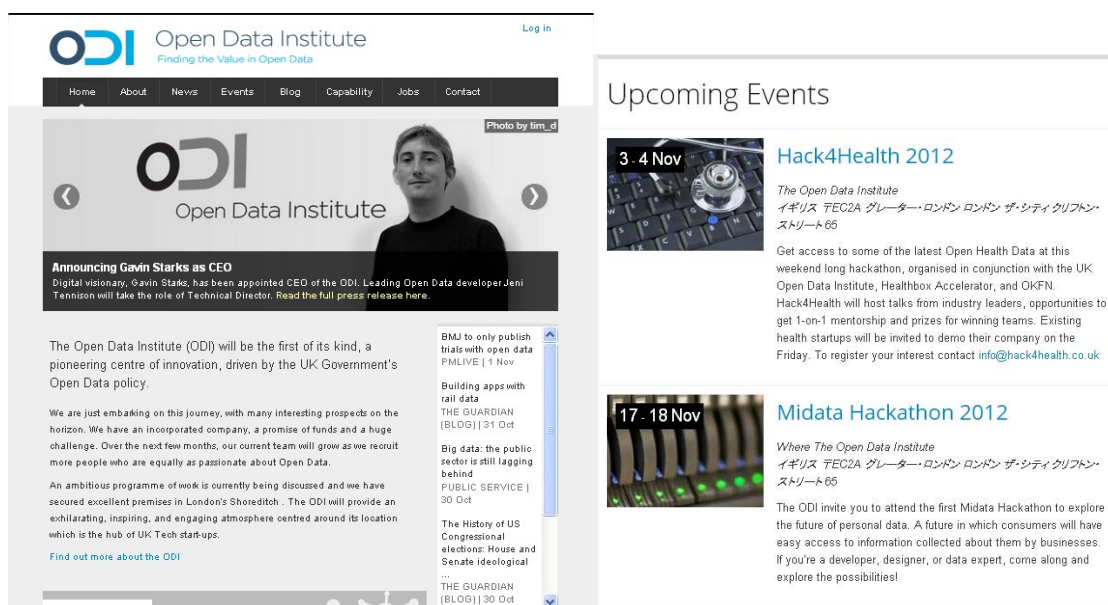 ODI
Open Data Institute
Finding the Value in Open Data
Log in
Home About News Events Blog Capability Jobs Contact
Photo by tim_d
ODI
Open Data Institute
Announcing Gavin Starks as CEO
Digital visionary, Gavin Starks, has been appointed CEO of the ODI. Leading Open Data developer Jeni
Tennison will take the role of Technical Director. Read the full press release here.
The Open Data Institute (ODI) will be the first of its kind, a
pioneering centre of innovation, driven by the UK Government's
Open Data policy.
We are just embarking on this journey, with many interesting prospects on the
horizon. We have an incorporated company, a promise of funds and a huge
challenge. Over the next few months, our current team will grow as we recruit
more people who are equally as passionate about Open Data.
An ambitious programme of work is currently being discussed and we have
secured excellent premises in London's Shoreditch . The ODI will provide an
exhilarating, inspiring, and engaging atmosphere centred around its location
which is the hub of UK Tech start-ups.
Find out more about the ODI
BMJ to only publish
trials with open data
PMLIVE | 1 Nov
Building apps with
rail data
THE GUARDIAN
(BLOG) | 31 Oct
Big data: the public
sector is still lagging
behind
PUBLIC SERVICE |
30 Oct
The History of US
Congressional
elections: House and
Senate ideological
...
THE GUARDIAN
(BLOG) | 30 Oct
Upcoming Events
3 - 4 Nov
Hack4Health 2012
The Open Data Institute
イギリス 〒EC2A グレーター・ロンドン ロンドン ザ・シティ クリフトン・
ストリート 65
Get access to some of the latest Open Health Data at this
weekend long hackathon, organised in conjunction with the UK
Open Data Institute, Healthbox Accelerator, and OKFN.
Hack4Health will host talks from industry leaders, opportunities to
get 1-on-1 mentorship and prizes for winning teams. Existing
health startups will be invited to demo their company on the
Friday. To register your interest contact info@hack4health.co.uk
17 - 18 Nov
Midata Hackathon 2012
Where The Open Data Institute
イギリス 〒EC2A グレーター・ロンドン ロンドン ザ・シティ クリフトン・
ストリート 65
The ODI invite you to attend the first Midata Hackathon to explore
the future of personal data. A future in which consumers will have
easy access to information collected about them by businesses.
If you're a developer, designer, or data expert, come along and
explore the possibilities!